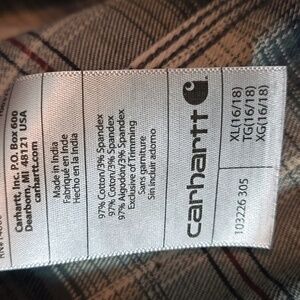 carhartt
XL(16/18)
TG(16/18)
XG(16/18)
103226 305
97% Cotton/3% Spandex
97% Coton/3% Spandex
97% Algodón/3% Spandex
Exclusive of Trimming
Sans garniture
Sin incluir adorno
Made in India
Fabriqué en Inde
Hecho en la India
Carhartt, Inc. P.O. Box 600
Dearborn, MI 48121 USA
carhartt.com